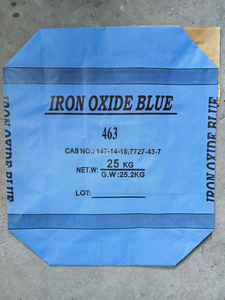 IRON OXIDE BLUE
463
CAS NO.: 147-14-18,7727-43-7
NET.W: 25 KG
G.W :25.2KG
LOT:
IRON OXIDE BLUE
IRON OXIDE BLUE